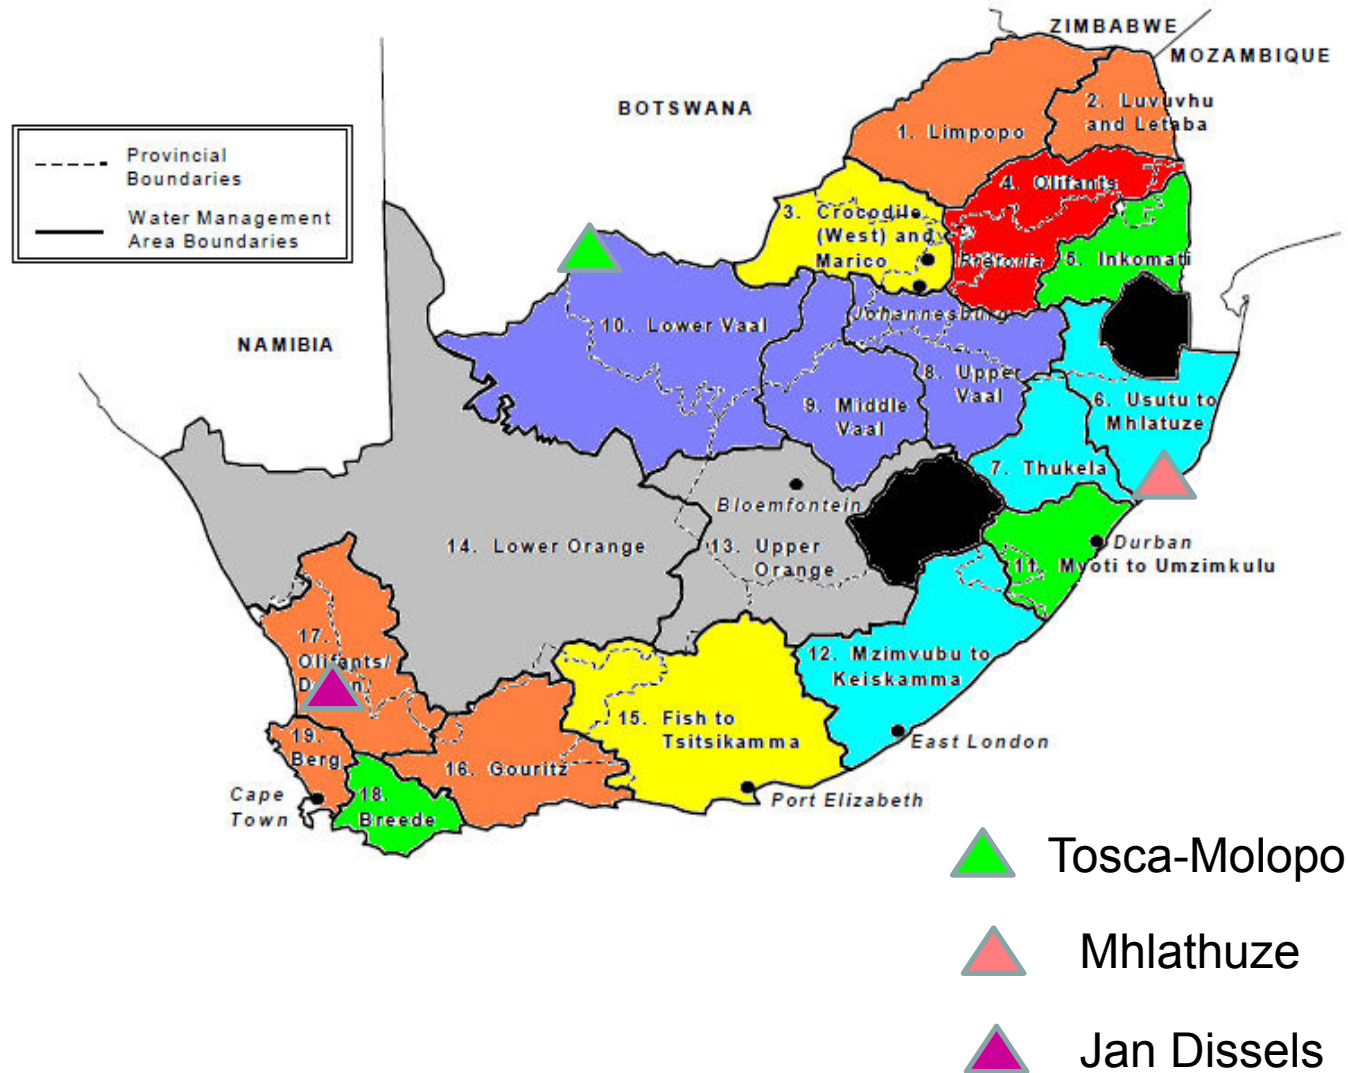 ZIMBABWE
MOZAMBIQUE
BOTSWANA
NAMIBIA
Provincial
Boundaries
Water Management
Area Boundaries
1. Limpopo
2. Luvuvhu
and Letaba
3. Crocodile
(West) and
Marico
4. Olifants
Pretoria
5. Inkomati
Johannesburg
10. Lower Vaal
8. Upper
Vaal
9. Middle
Vaal
6. Usutu to
Mhlatuze
7. Thukela
Bloemfontein
14. Lower Orange
13. Upper
Orange
Durban
11. Mvoti to Umzimkulu
12. Mzimvubu to
Keiskamma
17.
Olifants/
15. Fish to
Tsitsikamma
East London
19.
Berg
16. Gouritz
18.
Breede
Cape
Town
Port Elizabeth
Tosca-Molopo
Mhlathuze
Jan Dissels